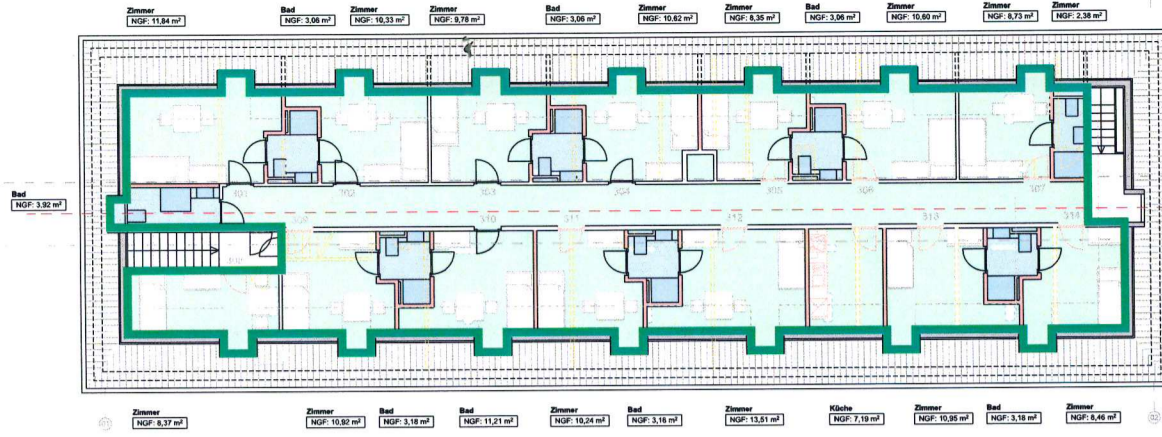 Zimmer
NGF: 11,84 m²
Bad
NGF: 3,06 m²
Zimmer
NGF: 10,33 m²
Zimmer
NGF: 9,78 m²
Bad
NGF: 3,06 m²
Zimmer
NGF: 10,62 m²
Zimmer
NGF: 8,35 m²
Bad
NGF: 3,06 m²
Zimmer
NGF: 10,60 m²
Zimmer
NGF: 8,73 m²
Zimmer
NGF: 2,38 m²
301
302
303
304
305
306
307
Bad
NGF: 3,92 m²
310
311
312
313
314
Zimmer
NGF: 8,37 m²
Zimmer
NGF: 10,92 m²
Bad
NGF: 3,18 m²
Bad
NGF: 11,21 m²
Zimmer
NGF: 10,24 m²
Bad
NGF: 3,16 m²
Zimmer
NGF: 13,51 m²
Küche
NGF: 7,19 m²
Zimmer
NGF: 10,95 m²
Bad
NGF: 3,18 m²
Zimmer
NGF: 8,46 m²